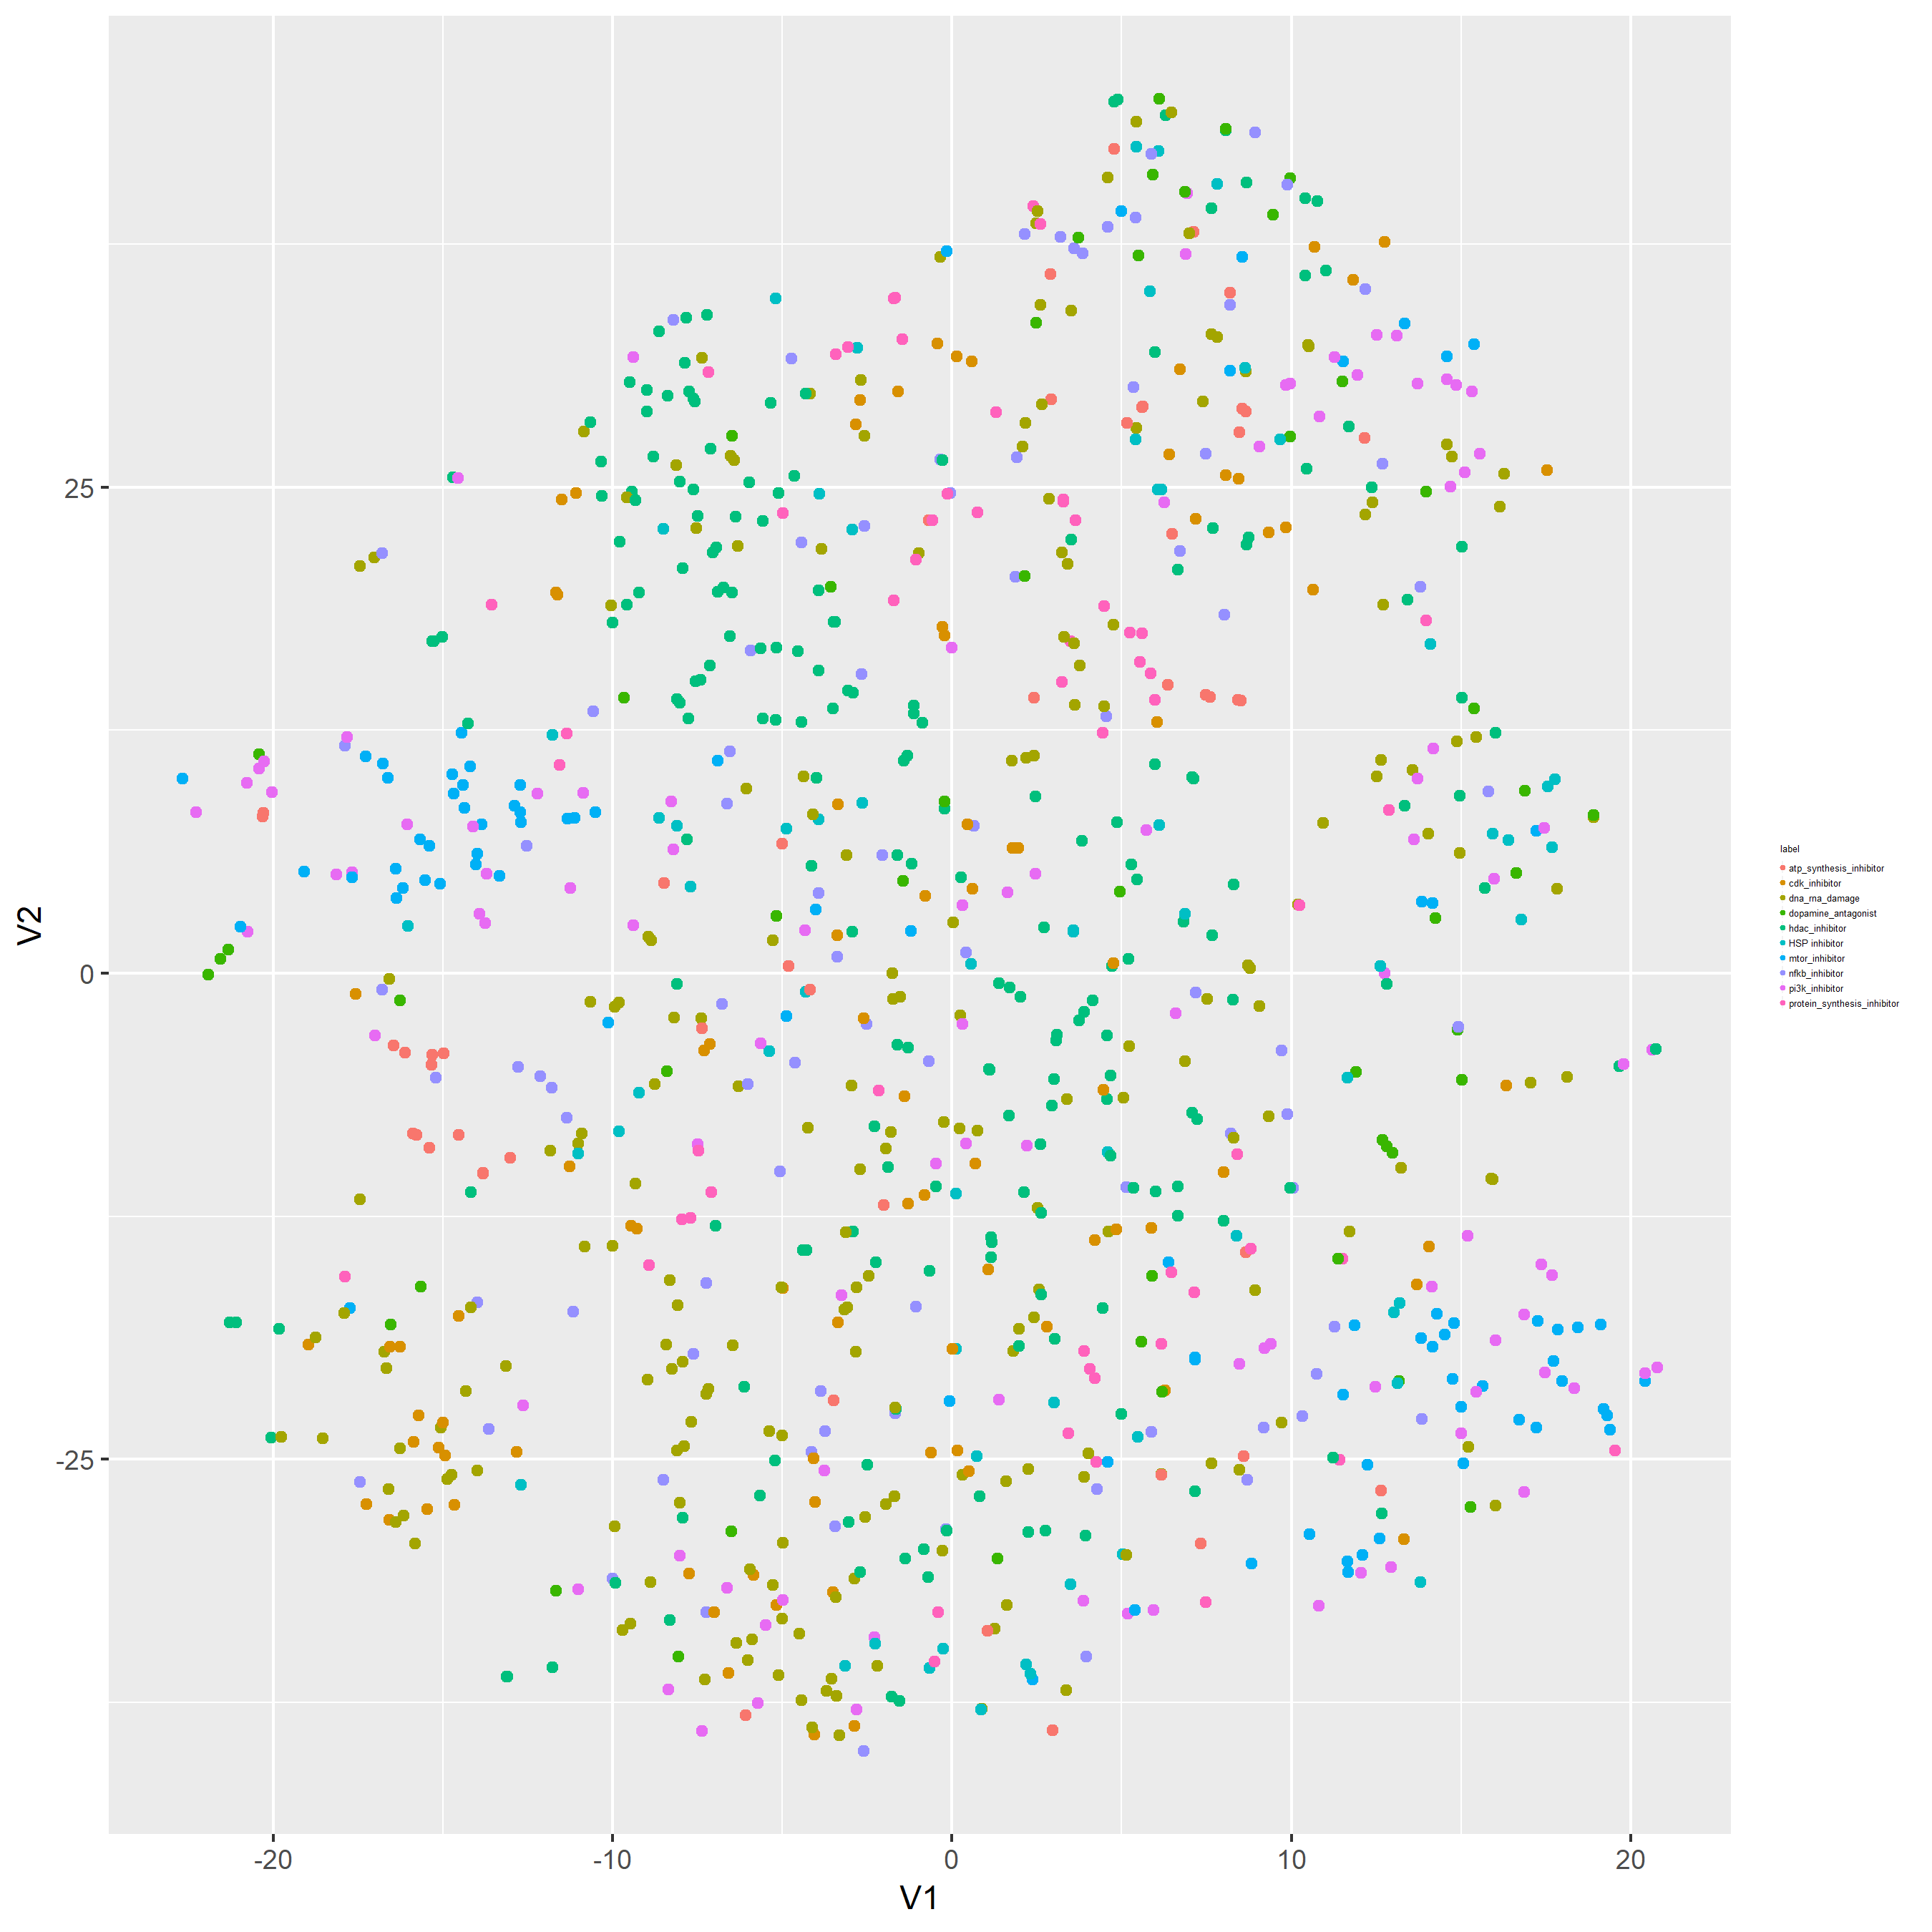 25
0
-25
V2
-20
-10
0
10
20
V1
label
atp_synthesis_inhibitor
cdk_inhibitor
dna_rna_damage
dopamine_antagonist
hdac_inhibitor
HSP inhibitor
mtor_inhibitor
nfkb_inhibitor
pi3k_inhibitor
protein_synthesis_inhibitor